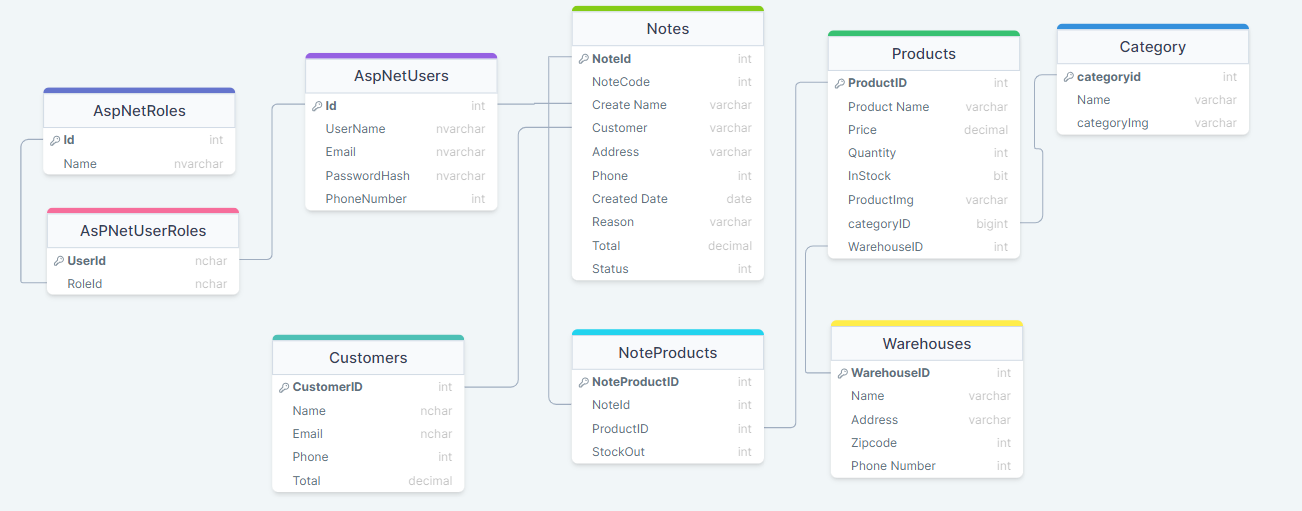 AspNetRoles
Id int
Name nvarchar
AsPNetUserRoles
UserId nchar
RoleId nchar
AspNetUsers
Id int
UserName nvarchar
Email nvarchar
PasswordHash nvarchar
PhoneNumber int
Customers
CustomerID int
Name nchar
Email nchar
Phone int
Total decimal
Notes
NoteId int
NoteCode int
Create Name varchar
Customer varchar
Address varchar
Phone int
Created Date date
Reason varchar
Total decimal
Status int
NoteProducts
NoteProductID int
NoteId int
ProductID int
StockOut int
Products
ProductID int
Product Name varchar
Price decimal
Quantity int
InStock bit
ProductImg varchar
categoryID bigint
WarehouseID int
Warehouses
WarehouseID int
Name varchar
Address varchar
Zipcode int
Phone Number int
Category
categoryid int
Name varchar
categoryImg varchar